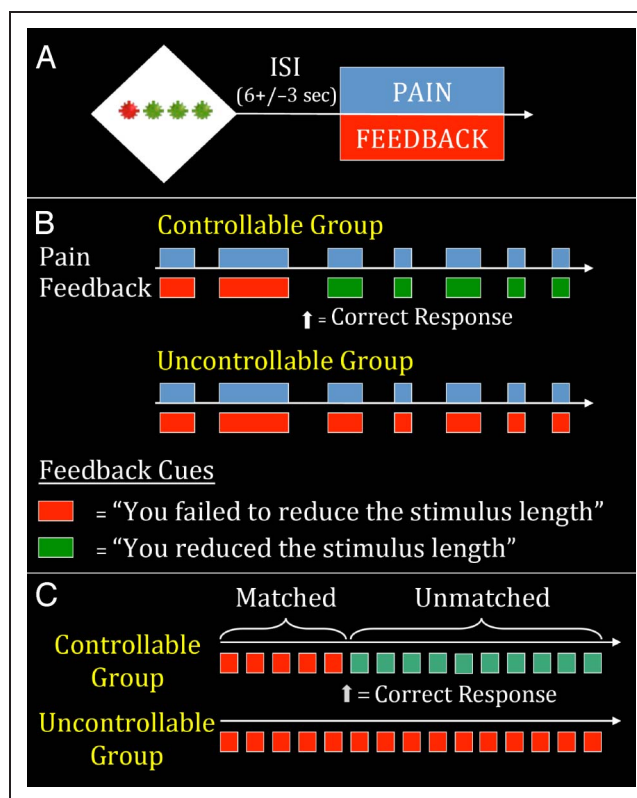 A
ISI
(6+/–3 sec)
PAIN
FEEDBACK
B
Controllable Group
Pain
Feedback
= Correct Response
Uncontrollable Group
Feedback Cues
= “You failed to reduce the stimulus length”
= “You reduced the stimulus length”
C
Matched
Unmatched
Controllable
Group
= Correct Response
Uncontrollable
Group